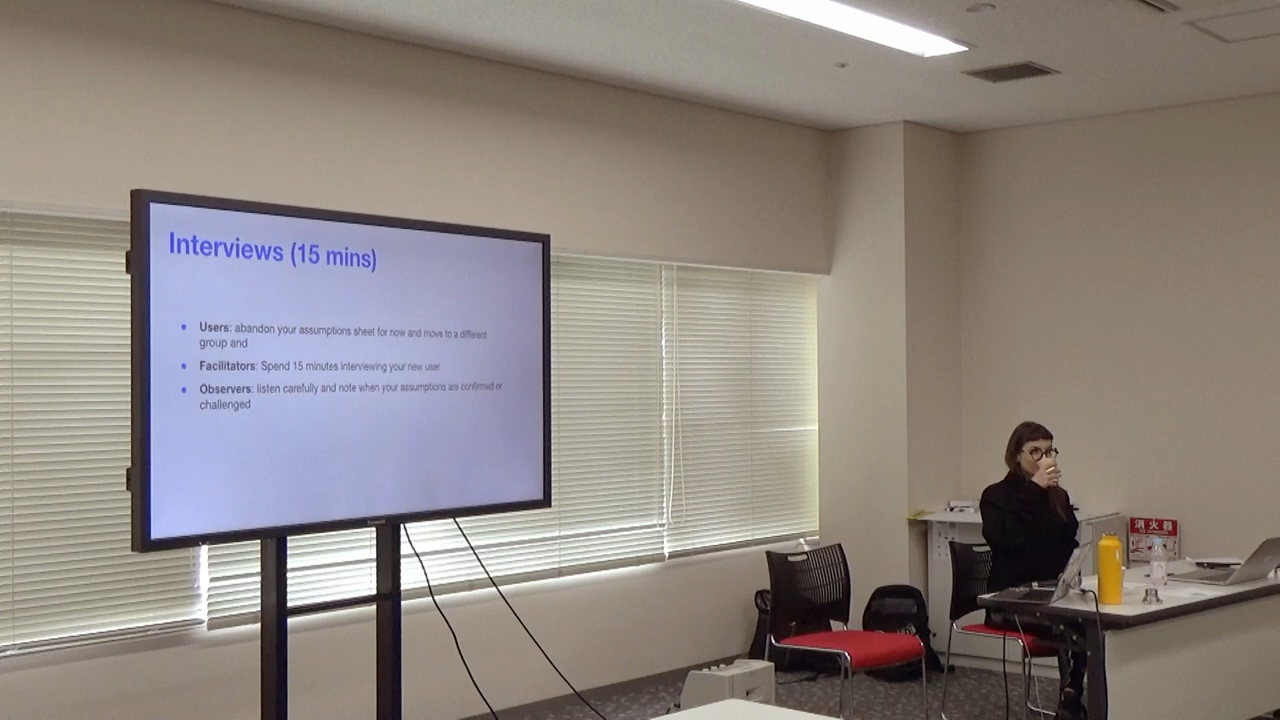 Interviews (15 mins)
Users: abandon your assumptions sheet for now and move to a different
group and
Facilitators: Spend 15 minutes interviewing your new user
Observers: listen carefully and note when your assumptions are confirmed or
challenged
消火器